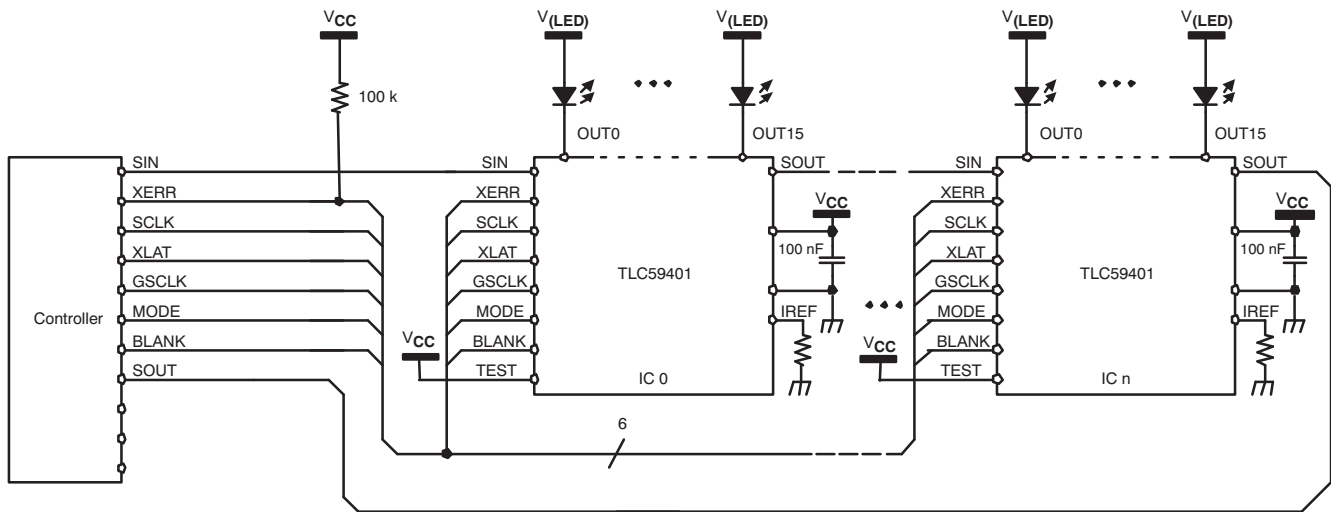 VCC
V(LED)
V(LED)
V(LED)
V(LED)
100 k
OUT0
OUT15
OUT0
OUT15
SIN
SIN
SOUT
SIN
SOUT
XERR
XERR
XERR
VCC
VCC
SCLK
SCLK
SCLK
XLAT
XLAT
100 nF
XLAT
100 nF
TLC59401
TLC59401
GSCLK
GSCLK
GSCLK
Controller
MODE
MODE
IREF
MODE
IREF
BLANK
VCC
BLANK
VCC
BLANK
SOUT
TEST
IC 0
TEST
IC n
6